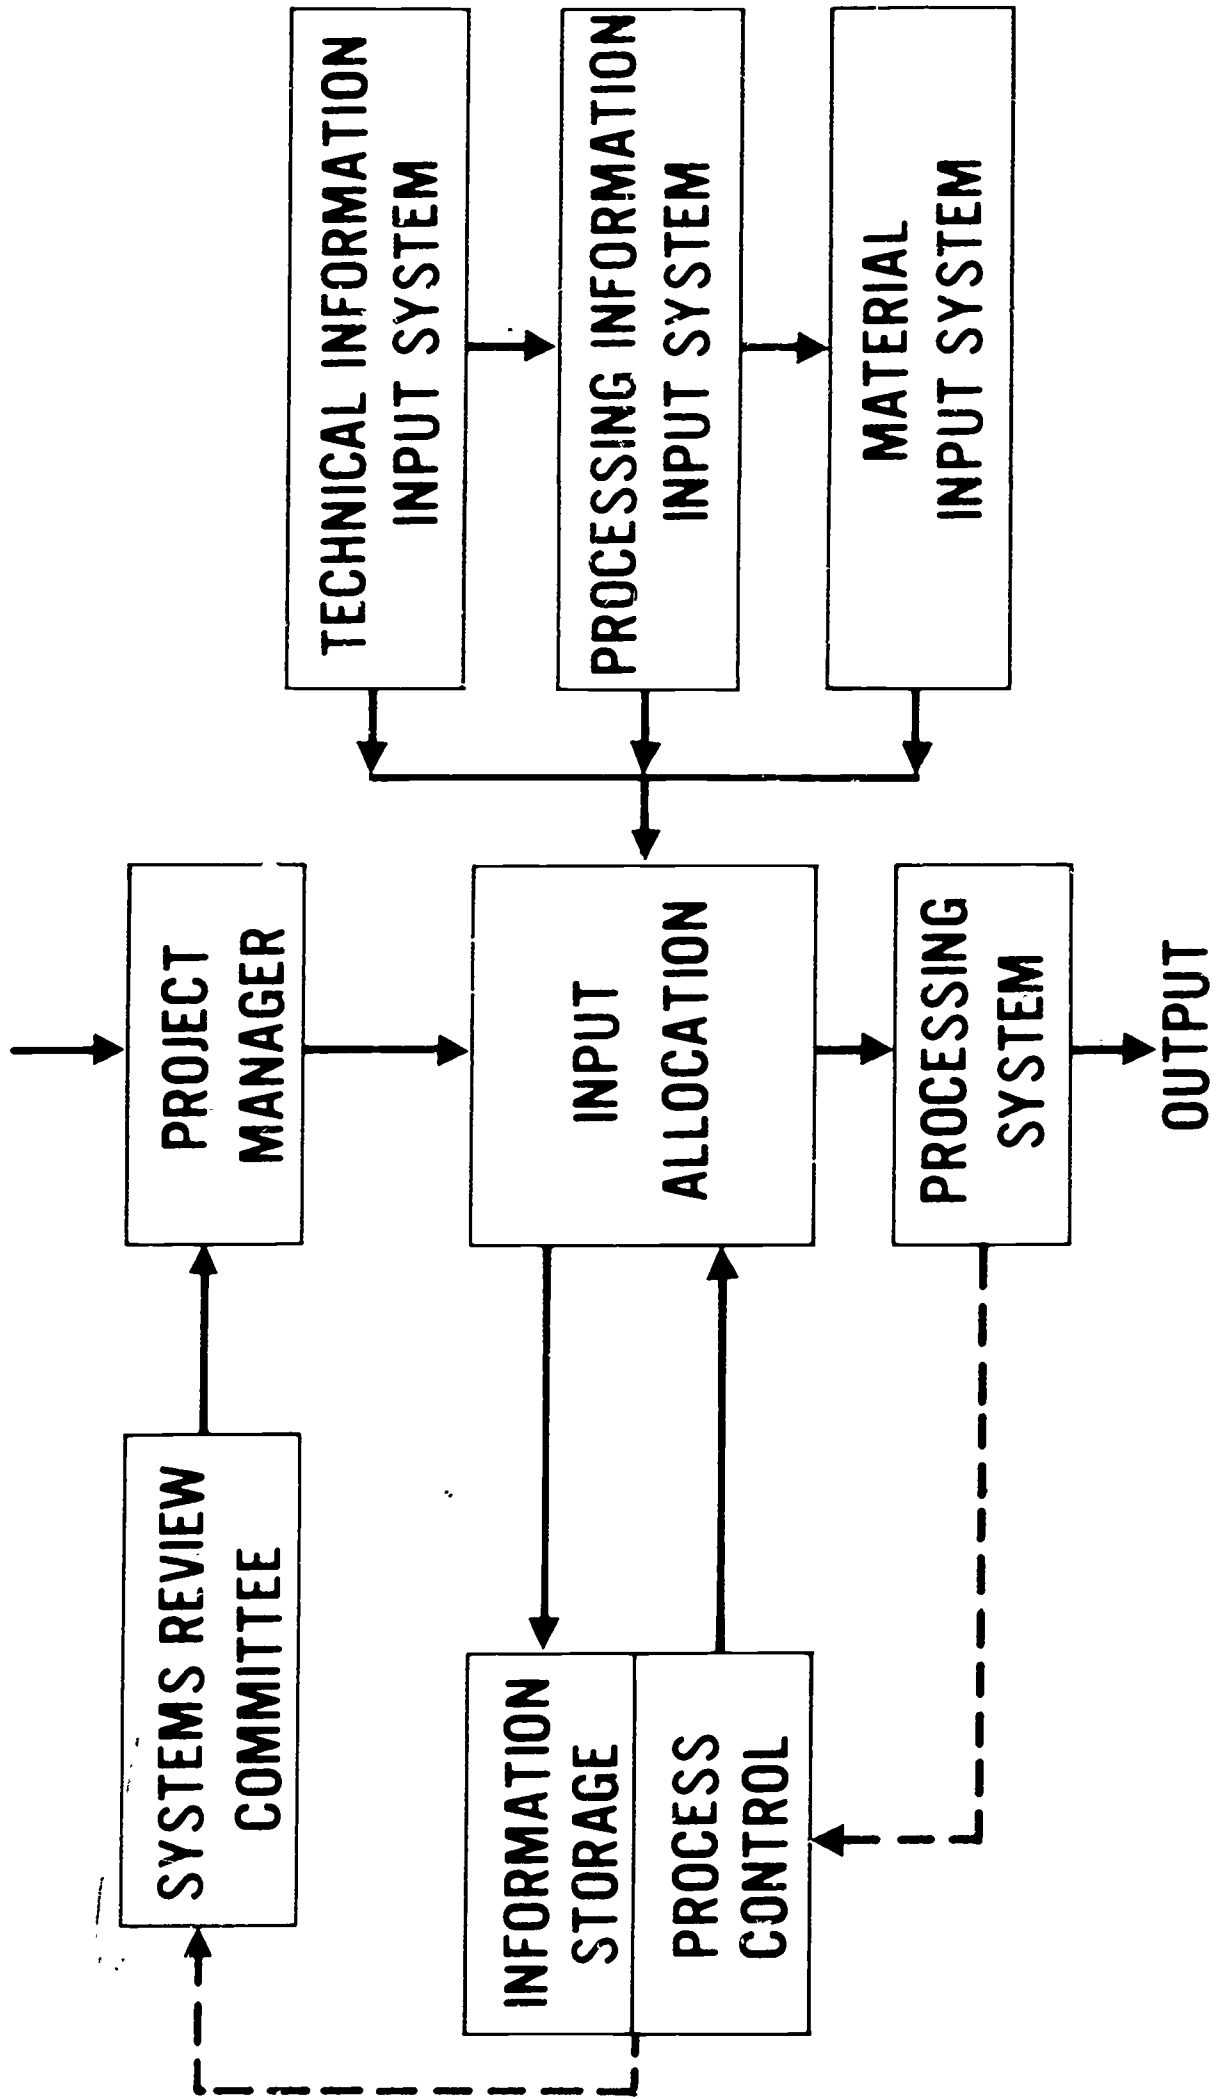 SYSTEMS REVIEW
COMMITTEE
PROJECT
MANAGER
TECHNICAL INFORMATION
INPUT SYSTEM
INFORMATION
STORAGE
PROCESS
CONTROL
INPUT
ALLOCATION
PROCESSING INFORMATION
INPUT SYSTEM
PROCESSING
SYSTEM
MATERIAL
INPUT SYSTEM
OUTPUT